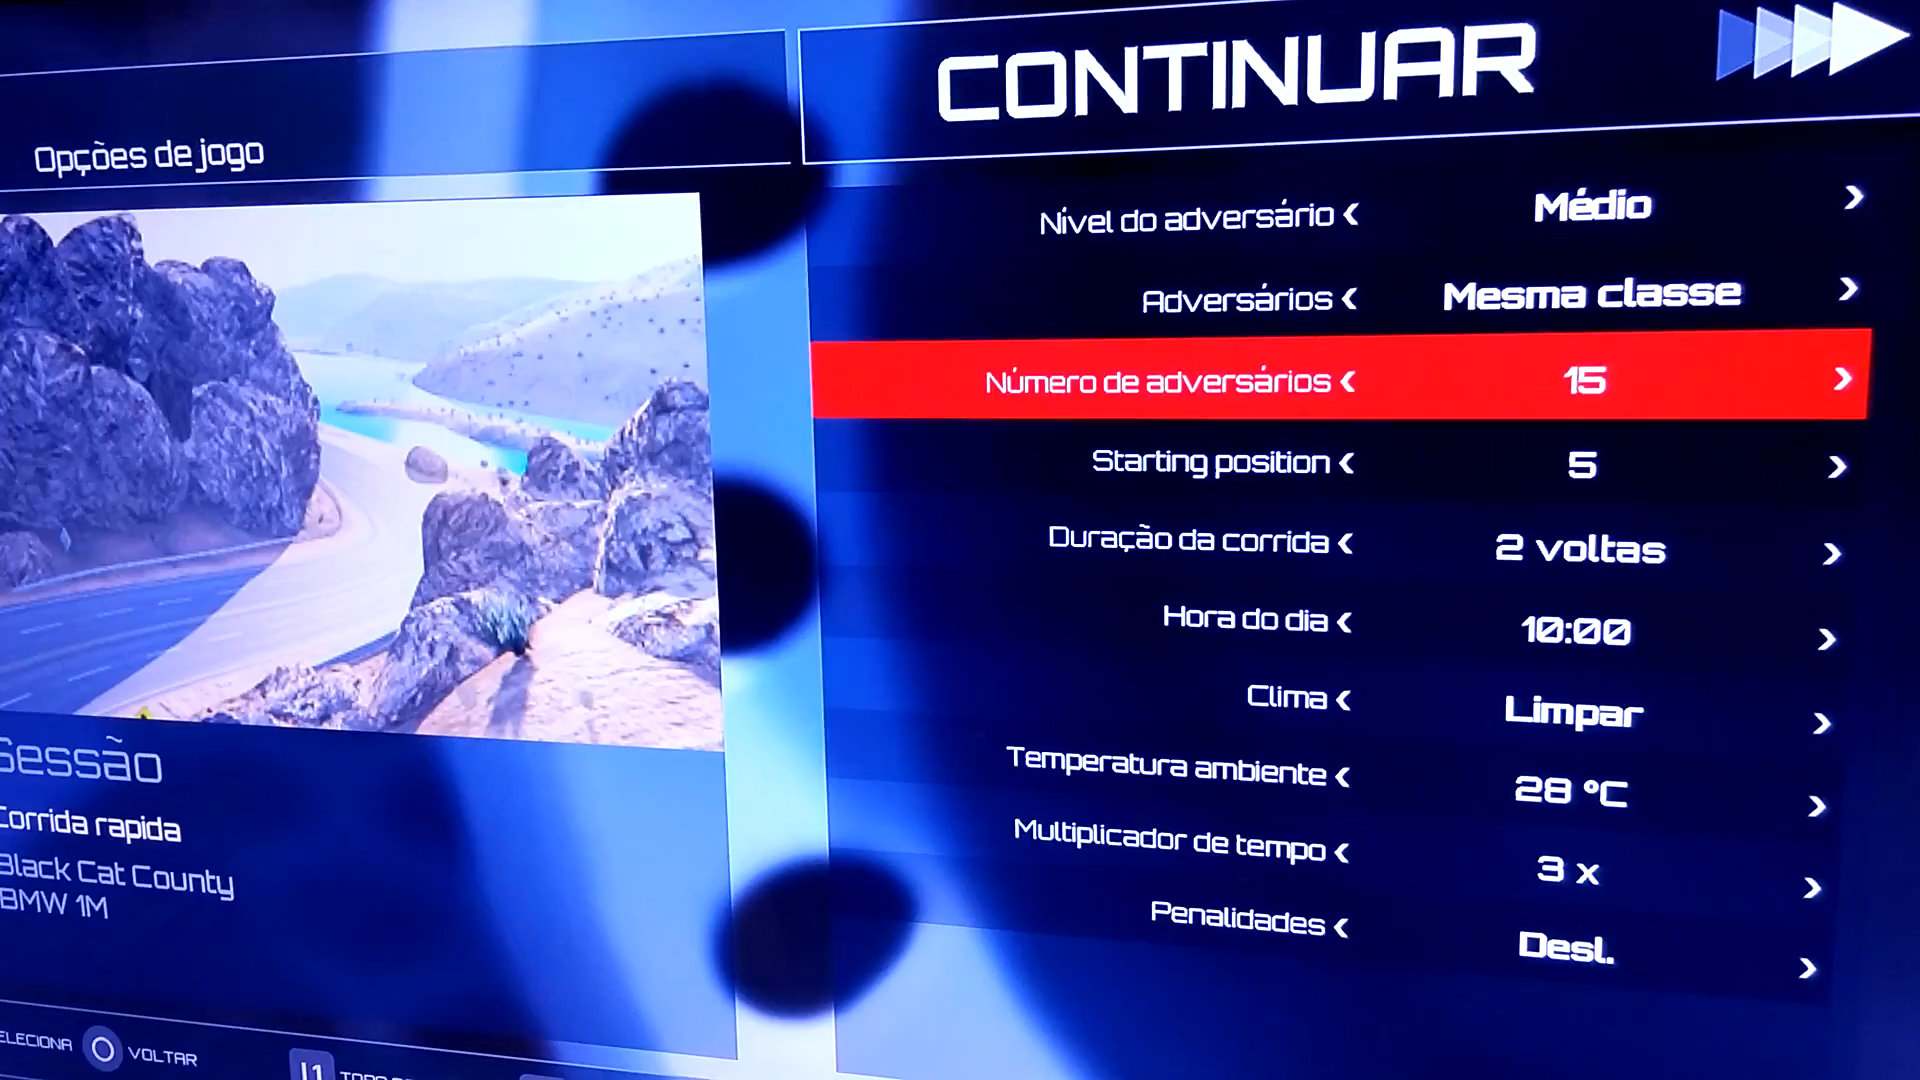 Opções de jogo
CONTINUAR
Nível do adversário ‹ Médio ›
Adversários ‹ Mesma classe ›
Número de adversários ‹ 15 ›
Starting position ‹ 5 ›
Duração da corrida ‹ 2 voltas ›
Hora do dia ‹ 10:00 ›
Clima ‹ Limpar ›
Temperatura ambiente ‹ 28 °C ›
Multiplicador de tempo ‹ 3 x ›
Penalidades ‹ Desl. ›
Sessão
Corrida rapida
Black Cat County
BMW 1M
ELECIONA VOLTAR